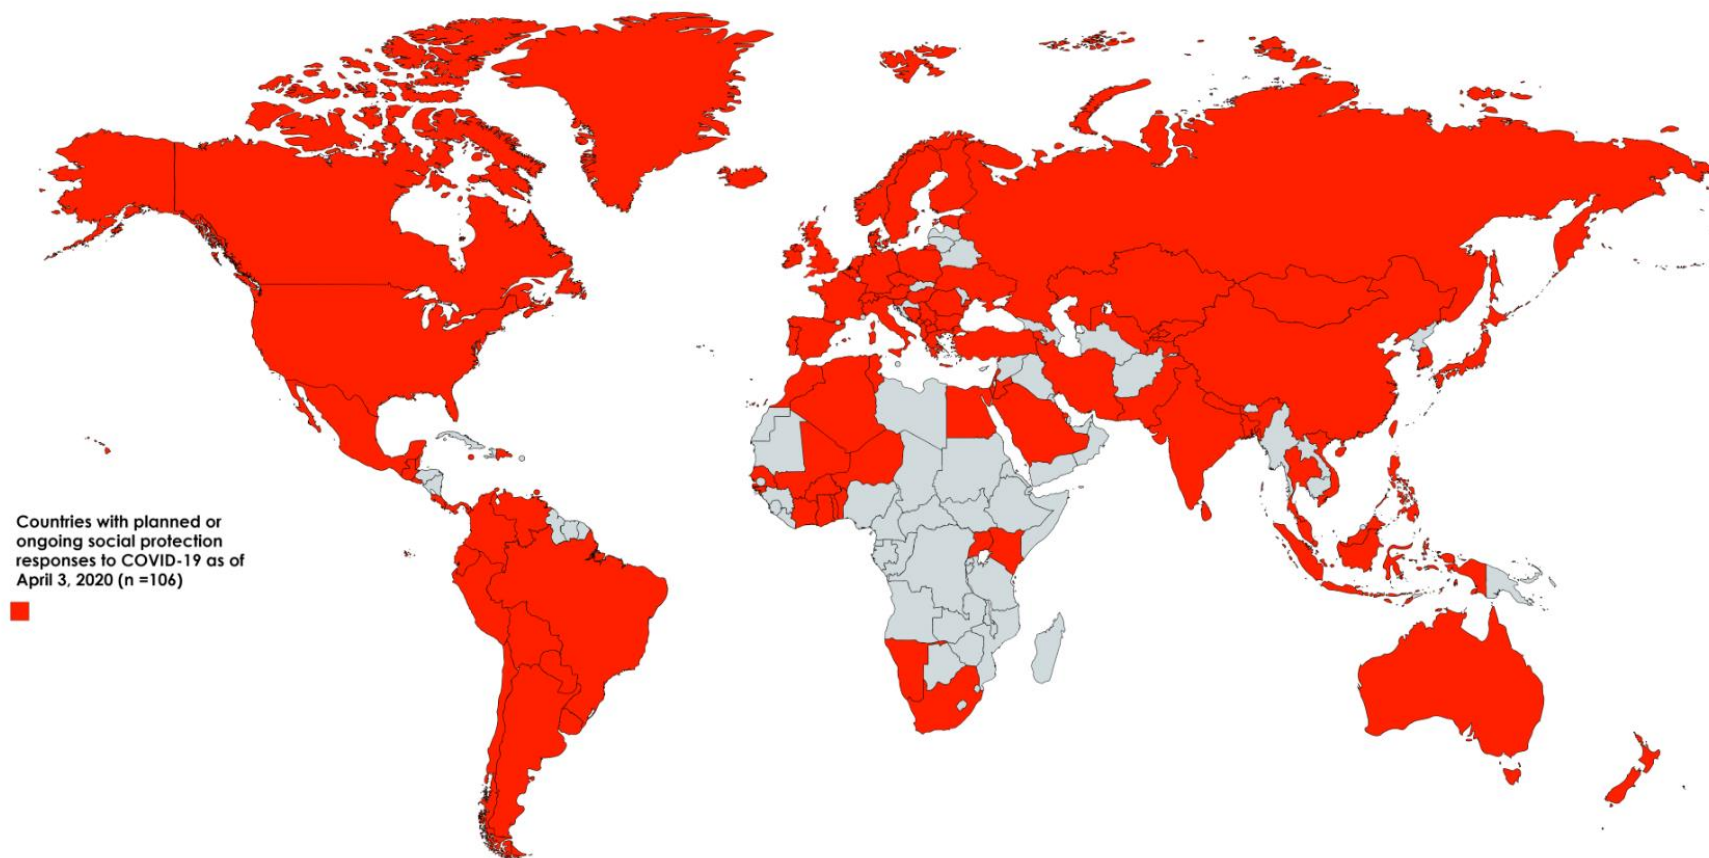 Countries with planned or
ongoing social protection
responses to COVID-19 as of
April 3, 2020 (n =106)